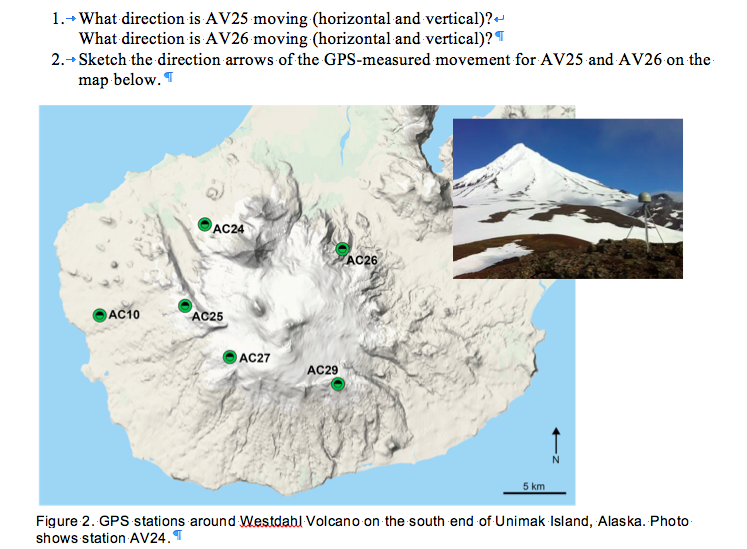 1.→ What direction is AV25 moving (horizontal and vertical)?↵
What direction is AV26 moving (horizontal and vertical)?¶
2.→ Sketch the direction arrows of the GPS-measured movement for AV25 and AV26 on the
map below.¶
AC24
AC26
AC10
AC25
AC27
AC29
N
5 km
Figure 2. GPS stations around Westdahl Volcano on the south end of Unimak Island, Alaska. Photo
shows station AV24.¶